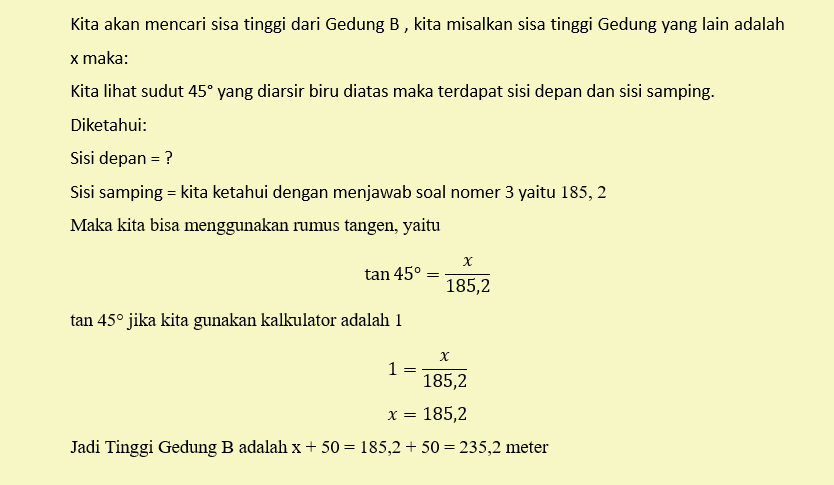 Kita akan mencari sisa tinggi dari Gedung B , kita misalkan sisa tinggi Gedung yang lain adalah
x maka:
Kita lihat sudut 45° yang diarsir biru diatas maka terdapat sisi depan dan sisi samping.
Diketahui:
Sisi depan = ?
Sisi samping = kita ketahui dengan menjawab soal nomer 3 yaitu 185, 2
Maka kita bisa menggunakan rumus tangen, yaitu
tan 45° = x / 185,2
tan 45° jika kita gunakan kalkulator adalah 1
1 = x / 185,2
x = 185,2
Jadi Tinggi Gedung B adalah x + 50 = 185,2 + 50 = 235,2 meter